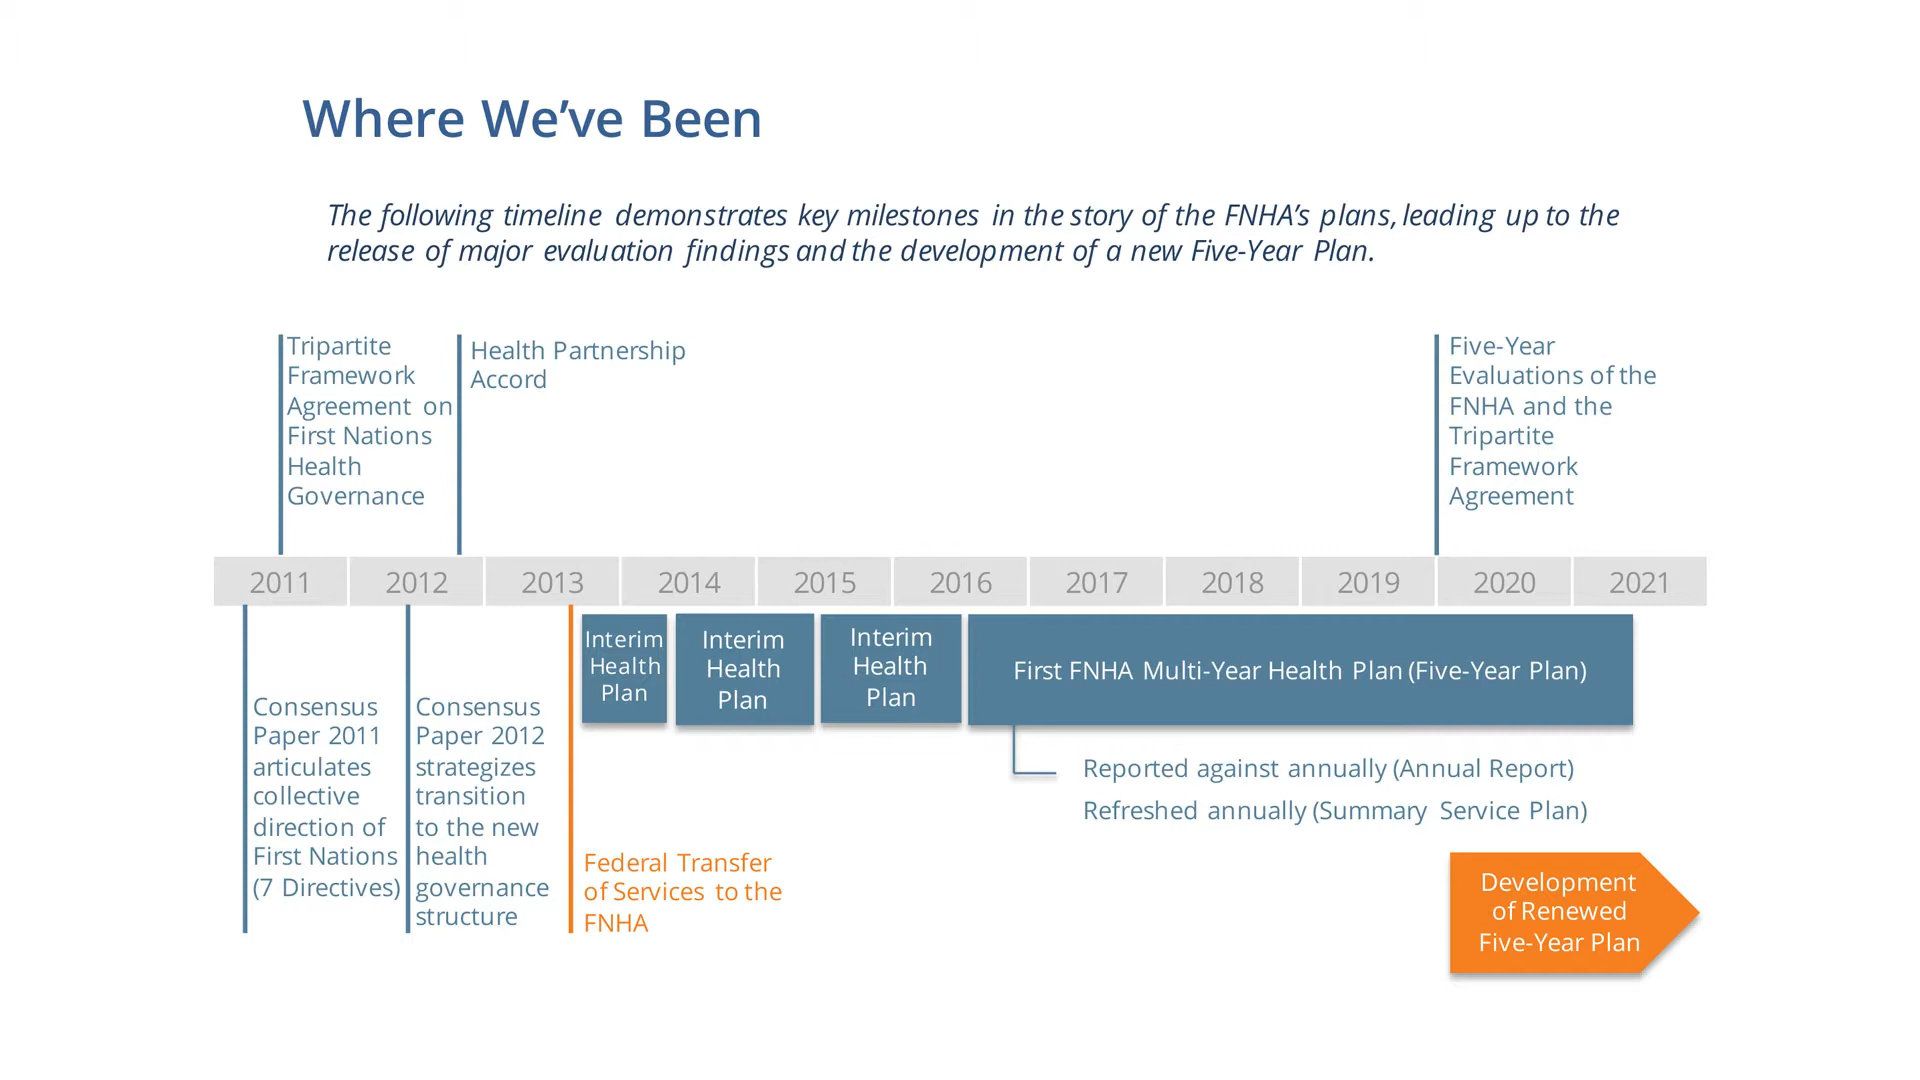 Where We’ve Been
The following timeline demonstrates key milestones in the story of the FNHA’s plans, leading up to the
release of major evaluation findings and the development of a new Five-Year Plan.
Tripartite
Framework
Agreement on
First Nations
Health
Governance
Health Partnership
Accord
Five-Year
Evaluations of the
FNHA and the
Tripartite
Framework
Agreement
2011 2012 2013 2014 2015 2016 2017 2018 2019 2020 2021
Interim
Health
Plan
Interim
Health
Plan
Interim
Health
Plan
First FNHA Multi-Year Health Plan (Five-Year Plan)
Consensus
Paper 2011
articulates
collective
direction of
First Nations
(7 Directives)
Consensus
Paper 2012
strategizes
transition
to the new
health
governance
structure
Federal Transfer
of Services to the
FNHA
Reported against annually (Annual Report)
Refreshed annually (Summary Service Plan)
Development
of Renewed
Five-Year Plan